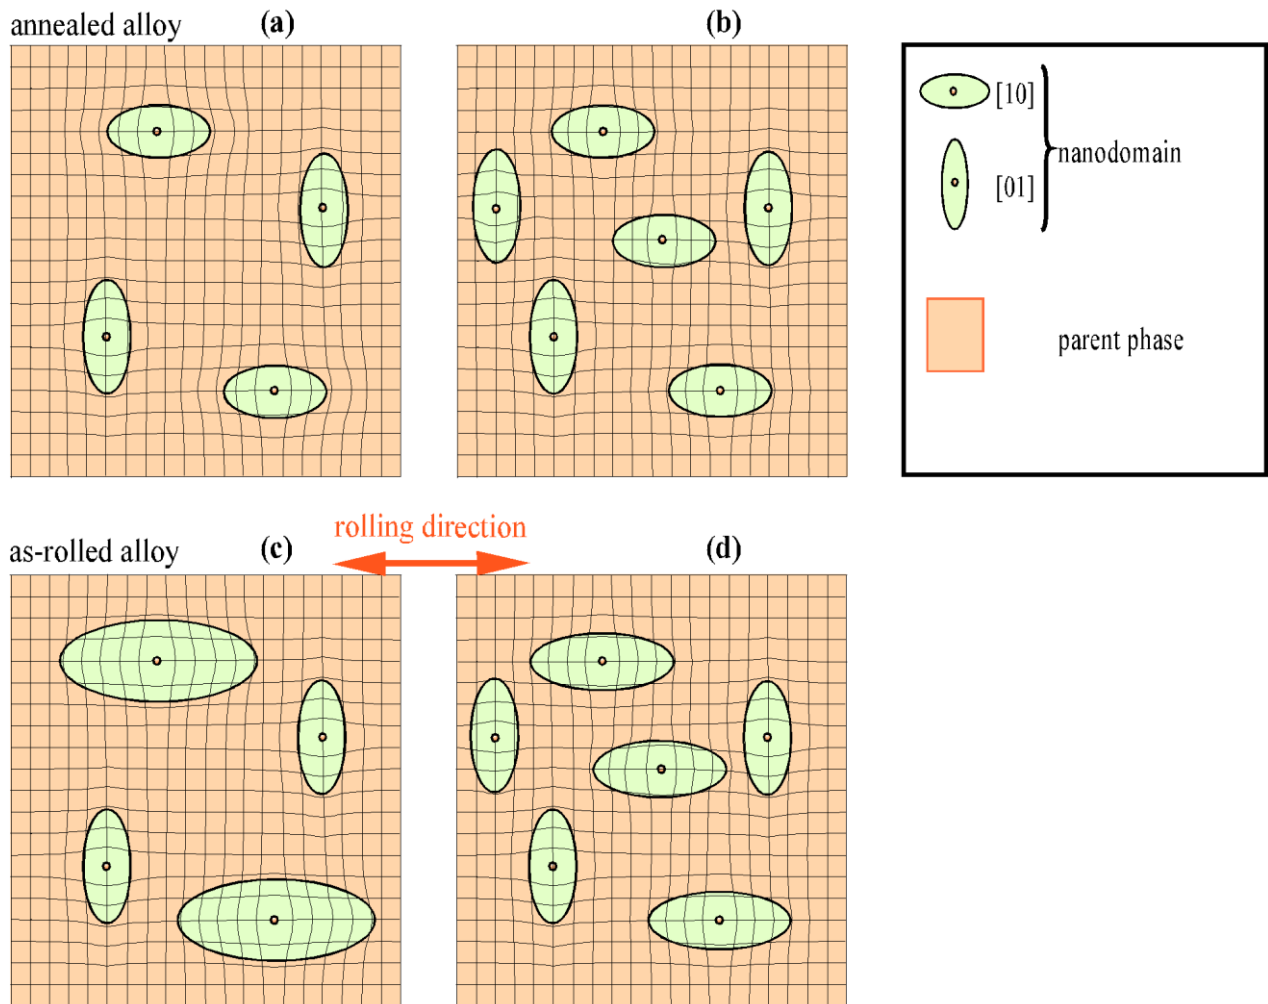 annealed alloy
(a)
(b)
[10]
[01]
nanodomain
parent phase
rolling direction
as-rolled alloy
(c)
(d)